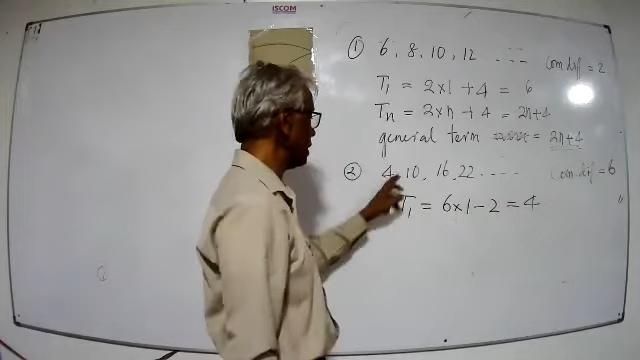 ISCOM
① 6, 8, 10, 12 ..... com dif = 2
T₁ = 2×1 + 4 = 6
Tₙ = 2×n + 4 = 2n+4
general term = 2n+4
② 4, 10, 16, 22 ..... com. dif = 6
T₁ = 6×1 − 2 = 4